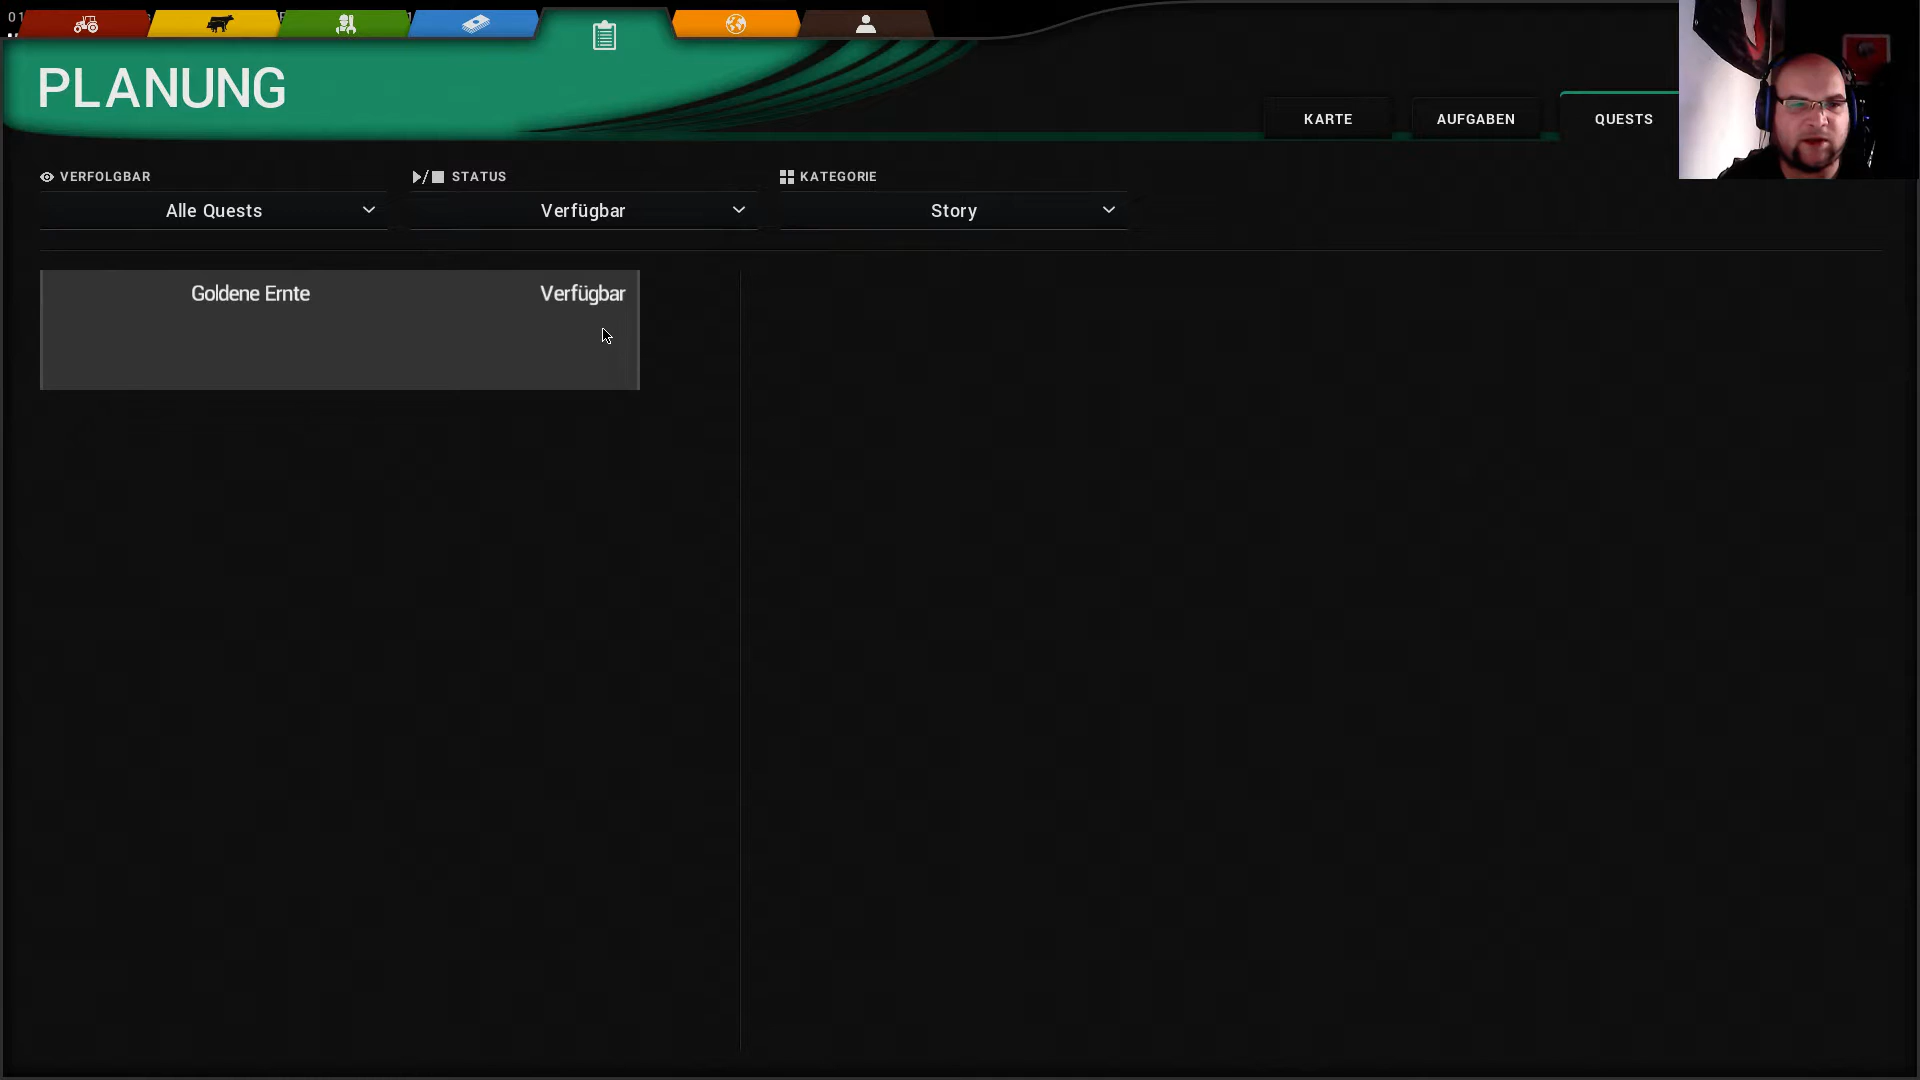 PLANUNG
KARTE
AUFGABEN
QUESTS
VERFOLGBAR
STATUS
KATEGORIE
Alle Quests
Verfügbar
Story
Goldene Ernte
Verfügbar